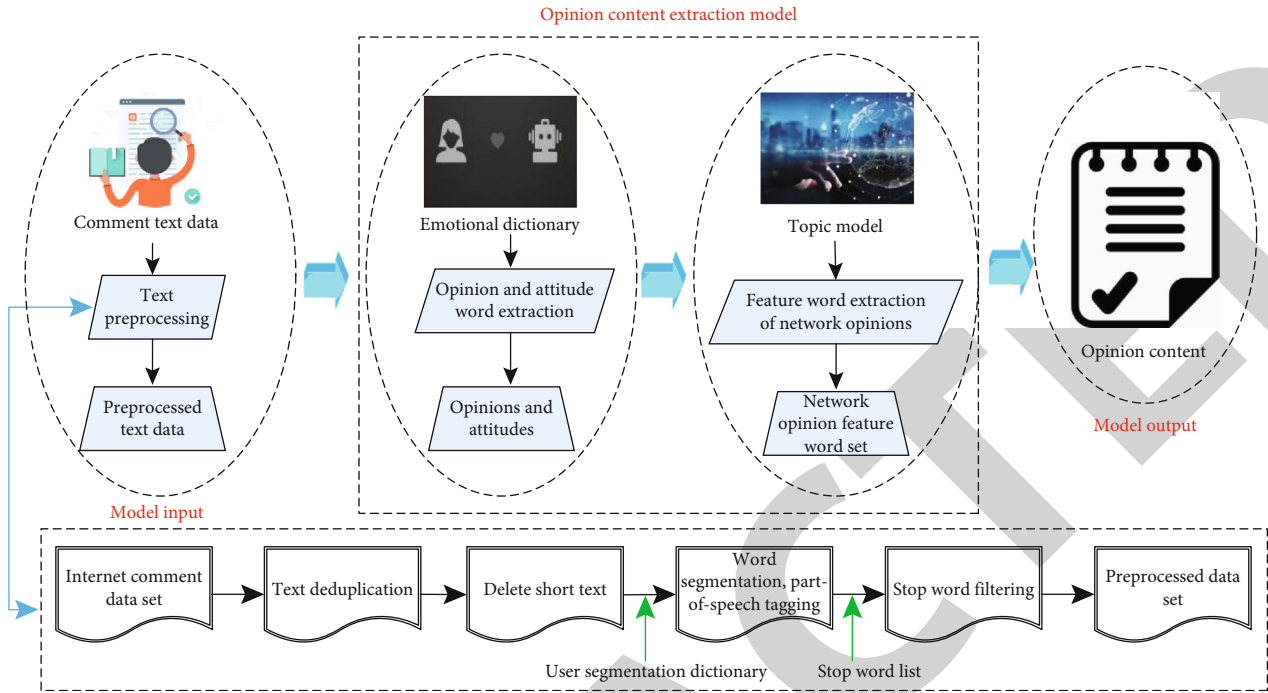 Opinion content extraction model
Comment text data
Text
preprocessing
Preprocessed
text data
Model input
Emotional dictionary
Opinion and attitude
word extraction
Opinions and
attitudes
Topic model
Feature word extraction
of network opinions
Network
opinion feature
word set
Opinion content
Model output
Internet comment
data set
Text deduplication
Delete short text
Word
segmentation, part-
of-speech tagging
Stop word filtering
Preprocessed data
set
User segmentation dictionary
Stop word list